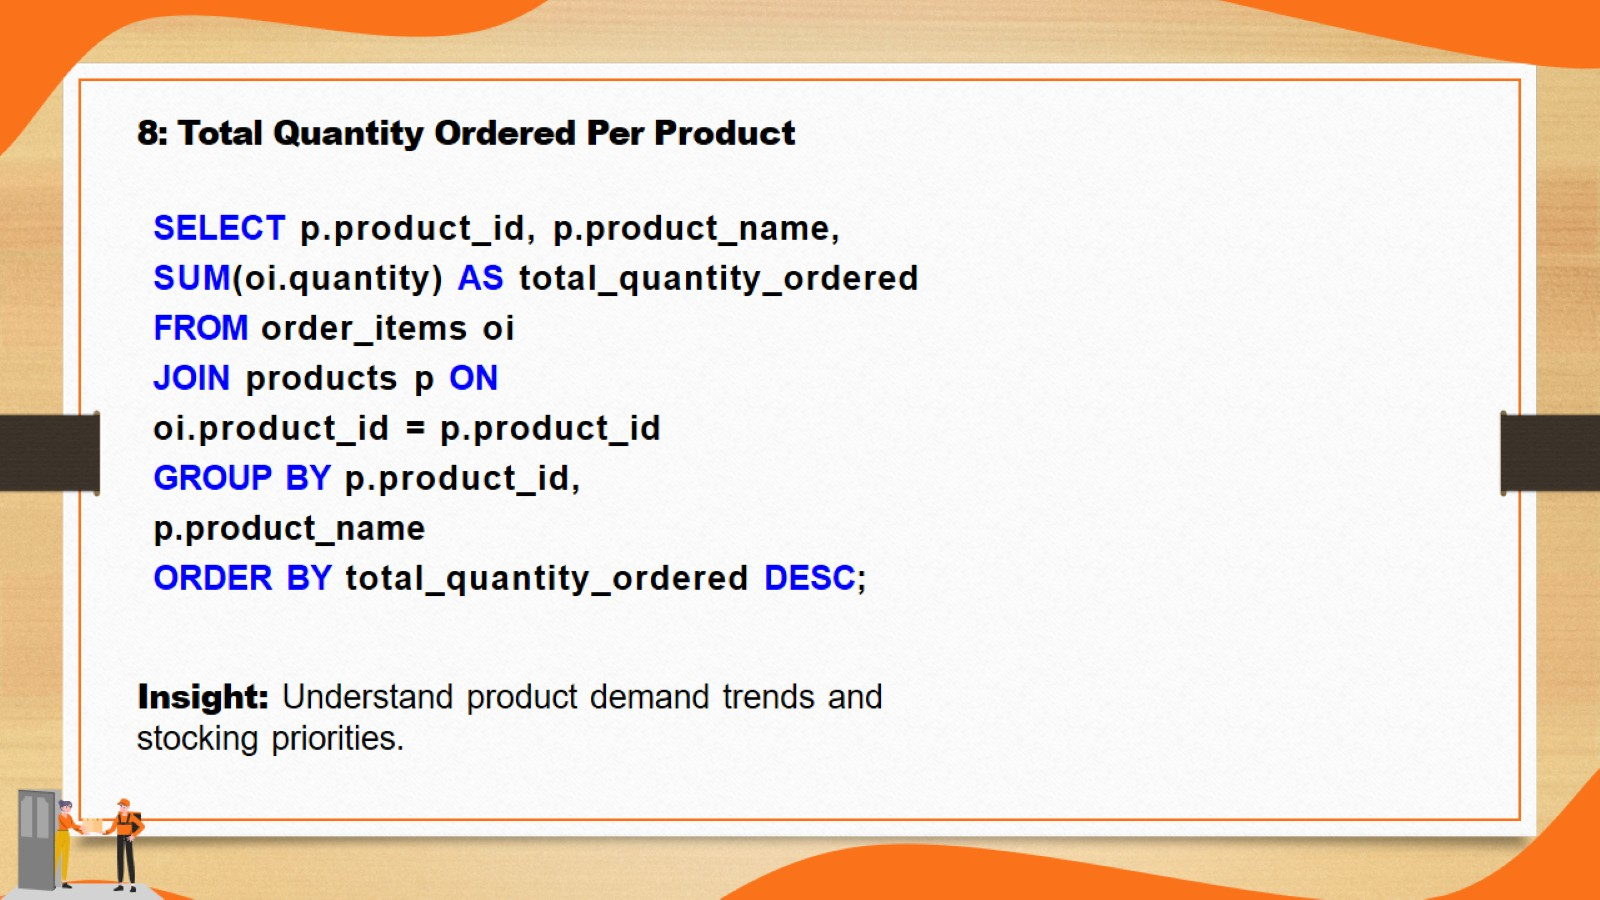 8: Total Quantity Ordered Per Product
SELECT p.product_id, p.product_name,
SUM(oi.quantity) AS total_quantity_ordered
FROM order_items oi
JOIN products p ON
oi.product_id = p.product_id
GROUP BY p.product_id,
p.product_name
ORDER BY total_quantity_ordered DESC;
Insight: Understand product demand trends and
stocking priorities.